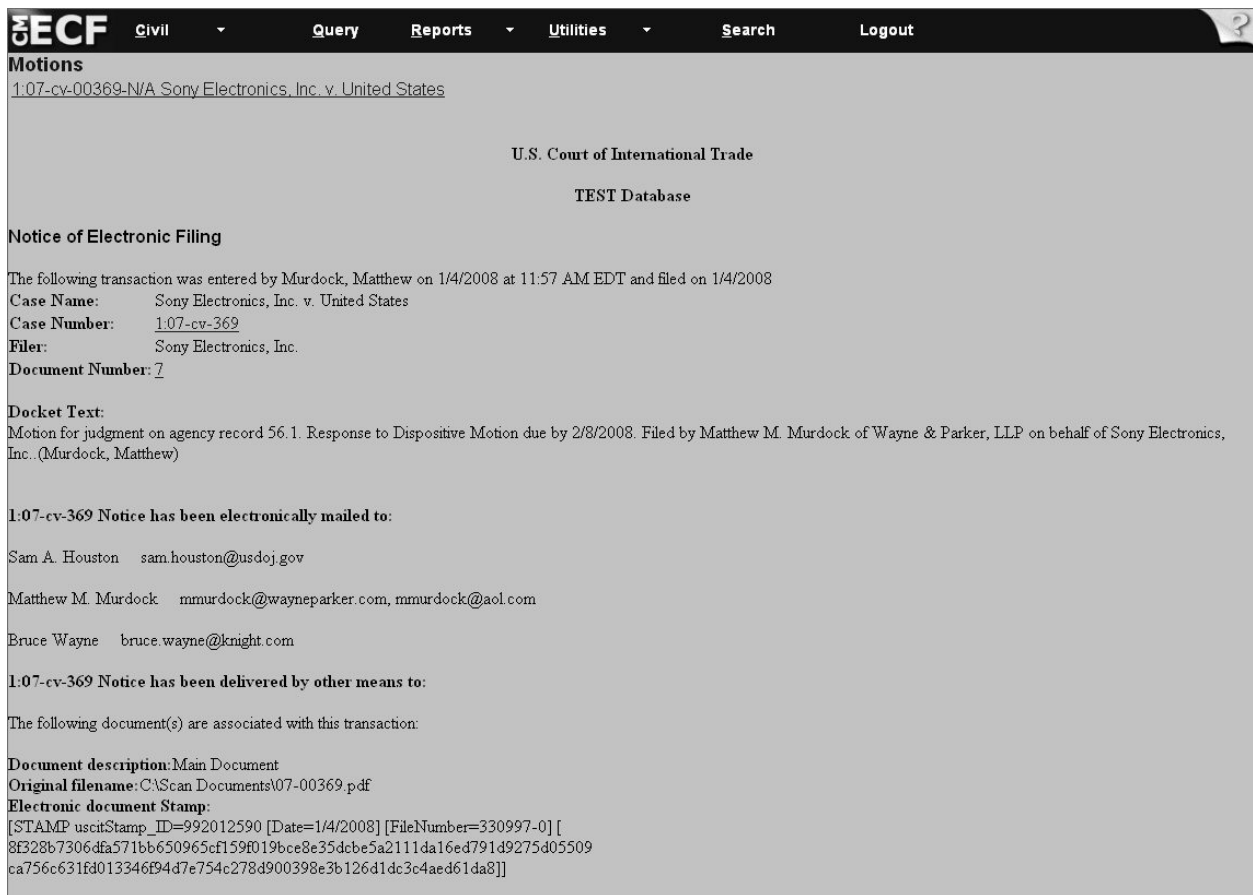 CM ECF Civil Query Reports Utilities Search Logout ?
Motions
1:07-cv-00369-N/A Sony Electronics, Inc. v. United States
U.S. Court of International Trade
TEST Database
Notice of Electronic Filing
The following transaction was entered by Murdock, Matthew on 1/4/2008 at 11:57 AM EDT and filed on 1/4/2008
Case Name: Sony Electronics, Inc. v. United States
Case Number: 1:07-cv-369
Filer: Sony Electronics, Inc.
Document Number: 7
Docket Text:
Motion for judgment on agency record 56.1. Response to Dispositive Motion due by 2/8/2008. Filed by Matthew M. Murdock of Wayne & Parker, LLP on behalf of Sony Electronics,
Inc..(Murdock, Matthew)
1:07-cv-369 Notice has been electronically mailed to:
Sam A. Houston sam.houston@usdoj.gov
Matthew M. Murdock mmurdock@wayneparker.com, mmurdock@aol.com
Bruce Wayne bruce.wayne@knight.com
1:07-cv-369 Notice has been delivered by other means to:
The following document(s) are associated with this transaction:
Document description:Main Document
Original filename:C:\Scan Documents\07-00369.pdf
Electronic document Stamp:
[STAMP uscitStamp_ID=992012590 [Date=1/4/2008] [FileNumber=330997-0] [
8f328b7306dfa571bb650965cf159f019bce8e35dcbe5a2111da16ed791d9275d05509
ca756c631fd013346f94d7e754c278d900398e3b126d1dc3c4aed61da8]]